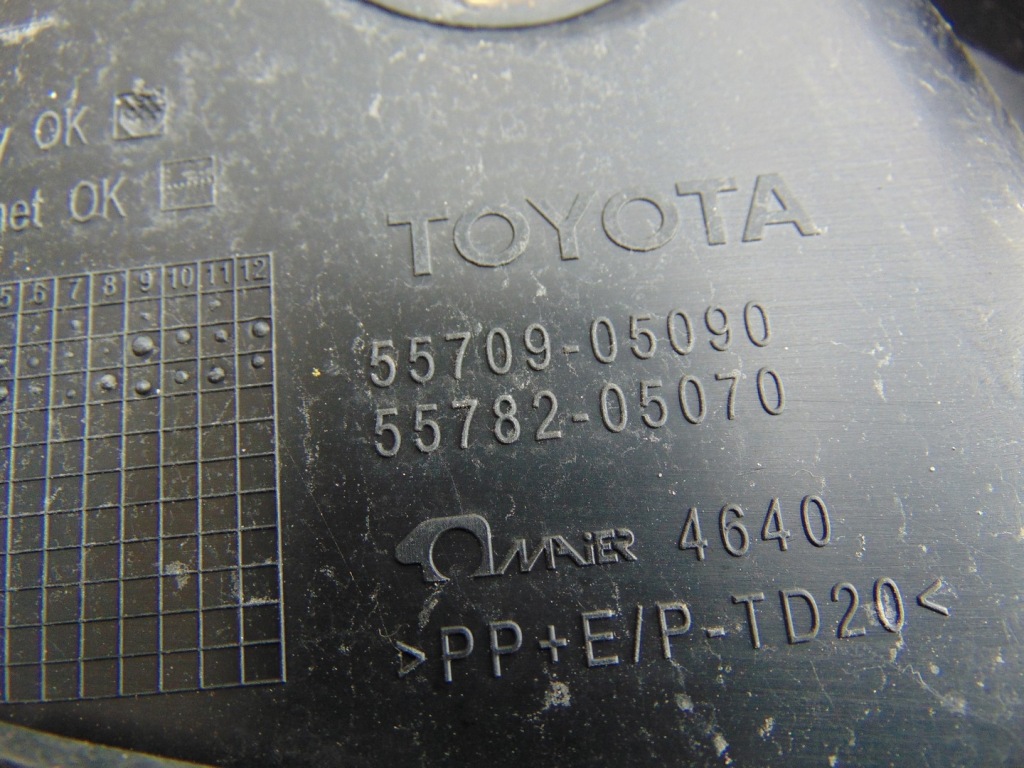 OK
OK
TOYOTA
5 6 7 8 9 10 11 12
55709-05090
55782-05070
MAiER 4640
>PP+E/P-TD20<